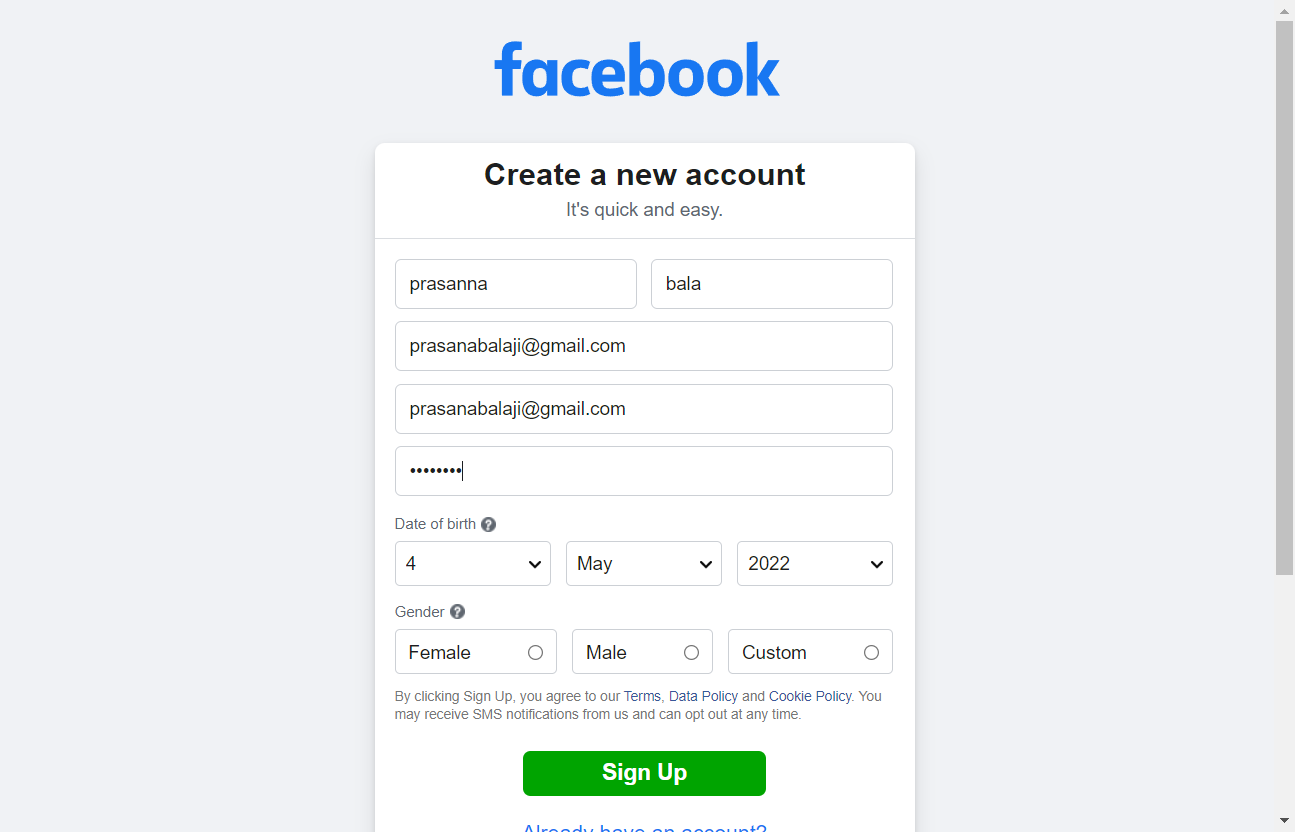 facebook
Create a new account
It's quick and easy.
prasanna bala
prasanabalaji@gmail.com
prasanabalaji@gmail.com
••••••••
Date of birth ?
4 May 2022
Gender ?
Female Male Custom
By clicking Sign Up, you agree to our Terms, Data Policy and Cookie Policy. You
may receive SMS notifications from us and can opt out at any time.
Sign Up
Already have an account?